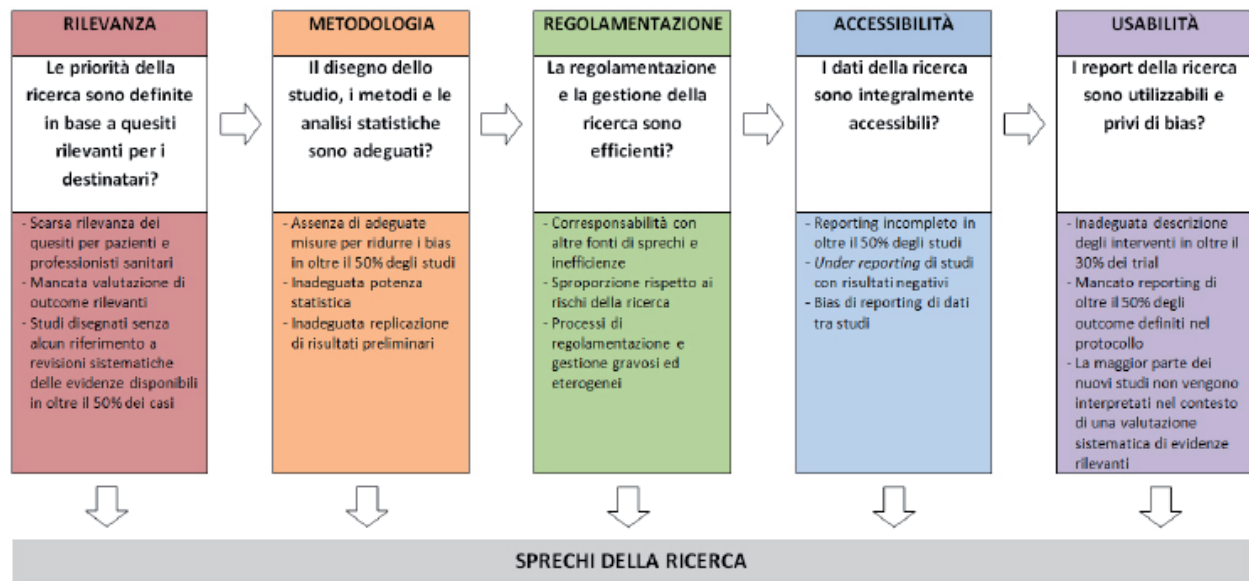 RILEVANZA
Le priorità della
ricerca sono definite
in base a quesiti
rilevanti per i
destinatari?
- Scarsa rilevanza dei
quesiti per pazienti e
professionisti sanitari
- Mancata valutazione di
outcome rilevanti
- Studi disegnati senza
alcun riferimento a
revisioni sistematiche
delle evidenze disponibili
in oltre il 50% dei casi
METODOLOGIA
Il disegno dello
studio, i metodi e le
analisi statistiche
sono adeguati?
- Assenza di adeguate
misure per ridurre i bias
in oltre il 50% degli studi
- Inadeguata potenza
statistica
- Inadeguata replicazione
di risultati preliminari
REGOLAMENTAZIONE
La regolamentazione
e la gestione della
ricerca sono
efficienti?
- Corresponsabilità con
altre fonti di sprechi e
inefficienze
- Sproporzione rispetto ai
rischi della ricerca
- Processi di
regolamentazione e
gestione gravosi ed
eterogenei
ACCESSIBILITÀ
I dati della ricerca
sono integralmente
accessibili?
- Reporting incompleto in
oltre il 50% degli studi
- Under reporting di studi
con risultati negativi
- Bias di reporting di dati
tra studi
USABILITÀ
I report della ricerca
sono utilizzabili e
privi di bias?
- Inadeguata descrizione
degli interventi in oltre il
30% dei trial
- Mancato reporting di
oltre il 50% degli
outcome definiti nel
protocollo
- La maggior parte dei
nuovi studi non vengono
interpretati nel contesto
di una valutazione
sistematica di evidenze
rilevanti
SPRECHI DELLA RICERCA